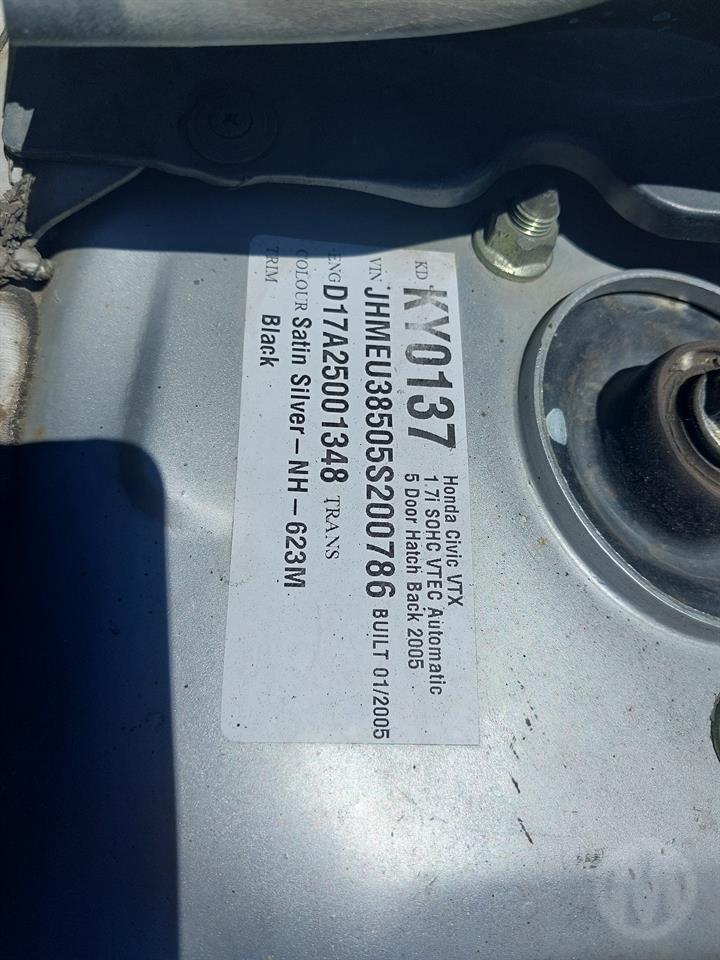 KD KY0137 Honda Civic VTX
1.7i SOHC VTEC Automatic
5 Door Hatch Back 2005
VIN JHMEU38505S200786 BUILT 01/2005
ENG D17A25001348 TRANS
COLOUR Satin Silver-NH-623M
TRIM Black
M